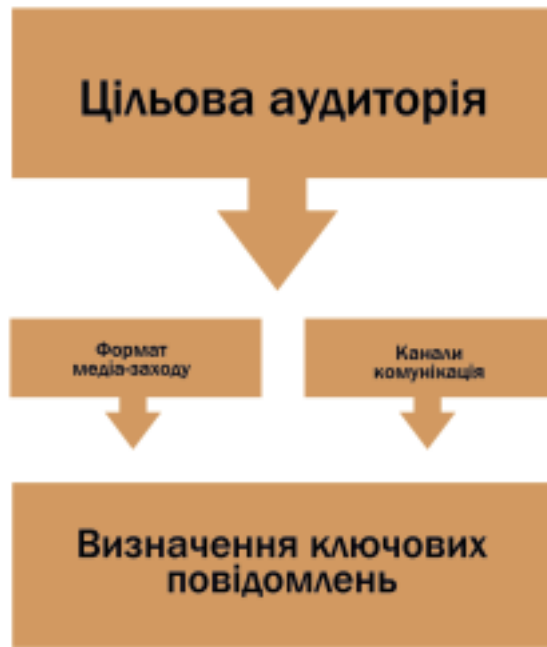 Цільова аудиторія
Формат
медіа-заходу
Канали
комунікація
Визначення ключових
повідомлень